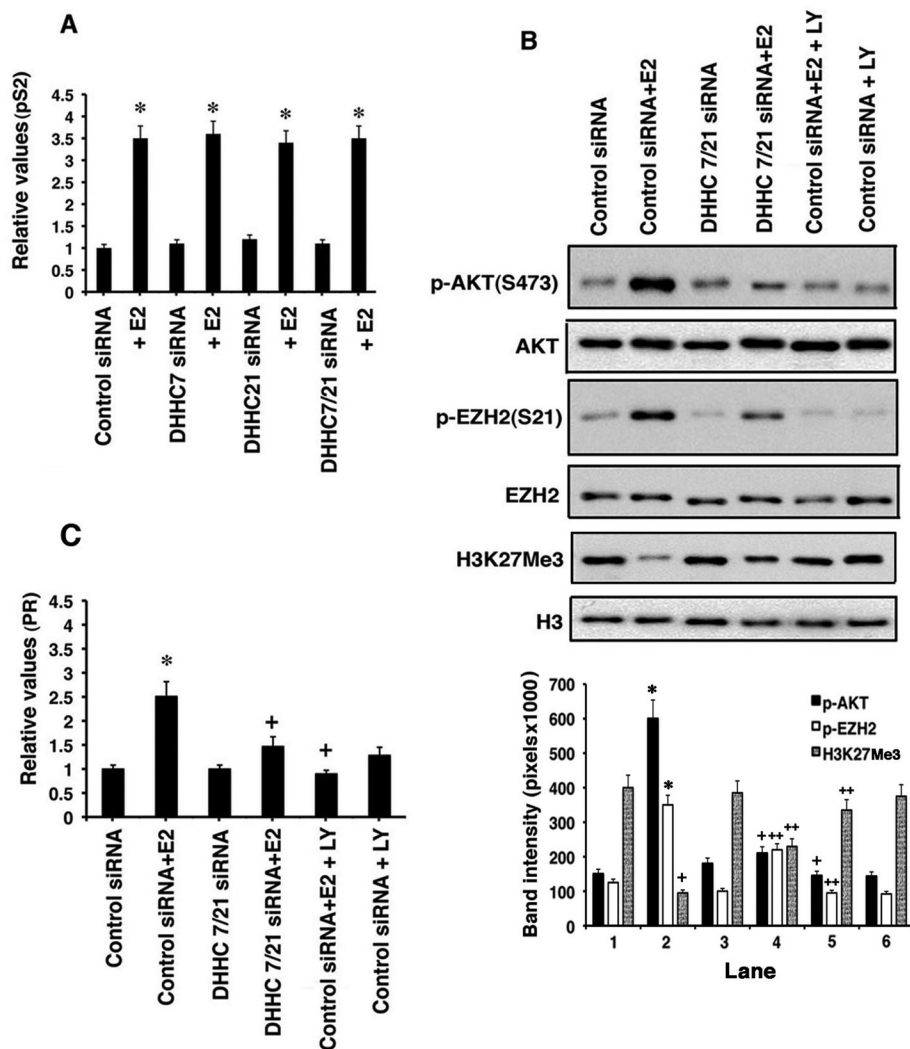 A
Relative values (pS2)
4.5
4
3.5
3
2.5
2
1.5
1
0.5
0
* * * *
Control siRNA
+ E2
DHHC7 siRNA
+ E2
DHHC21 siRNA
+ E2
DHHC7/21 siRNA
+ E2
B
Control siRNA
Control siRNA+E2
DHHC 7/21 siRNA
DHHC 7/21 siRNA+E2
Control siRNA+E2 + LY
Control siRNA + LY
p-AKT(S473)
AKT
p-EZH2(S21)
EZH2
H3K27Me3
H3
Band intensity (pixelsx1000)
700
600
500
400
300
200
100
0
p-AKT
p-EZH2
H3K27Me3
* * +
+ ++ ++
+ ++ ++
1 2 3 4 5 6
Lane
C
Relative values (PR)
4.5
4
3.5
3
2.5
2
1.5
1
0.5
0
* + +
Control siRNA
Control siRNA+E2
DHHC 7/21 siRNA
DHHC 7/21 siRNA+E2
Control siRNA+E2 + LY
Control siRNA + LY